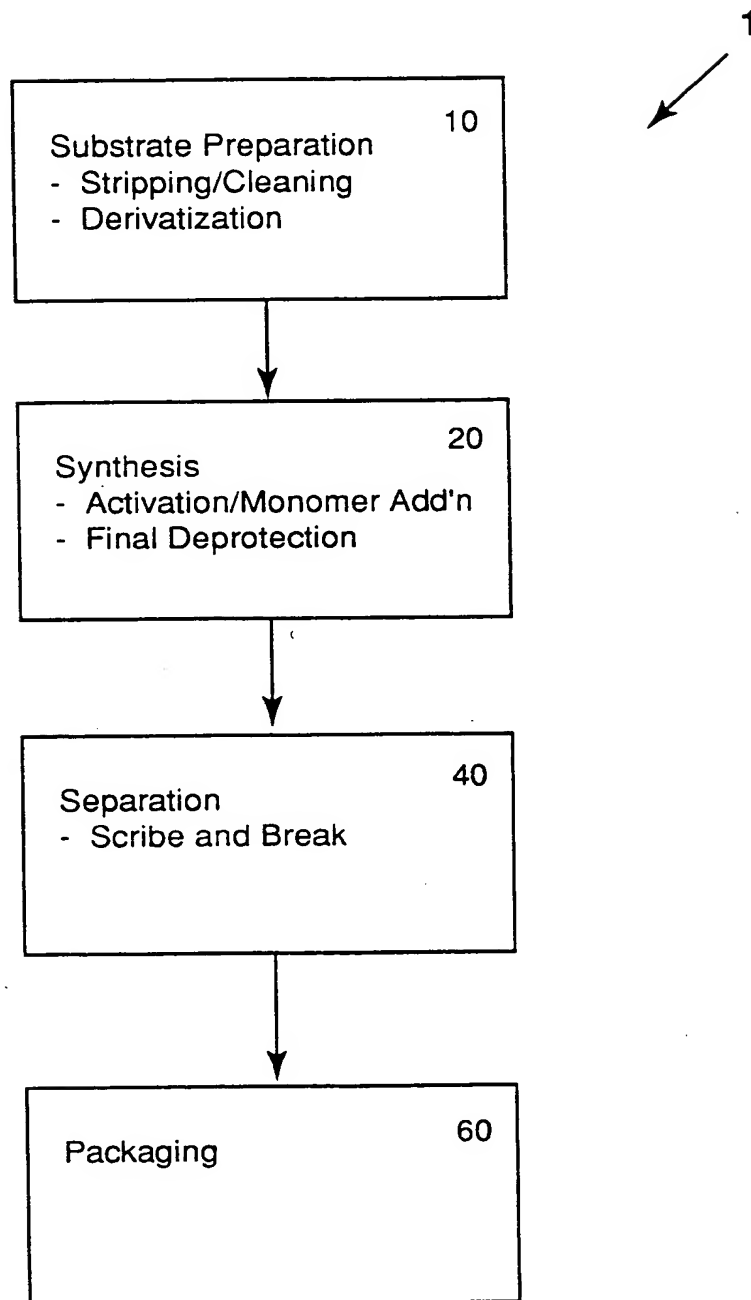 1
10
Substrate Preparation
- Stripping/Cleaning
- Derivatization
20
Synthesis
- Activation/Monomer Add'n
- Final Deprotection
40
Separation
- Scribe and Break
60
Packaging